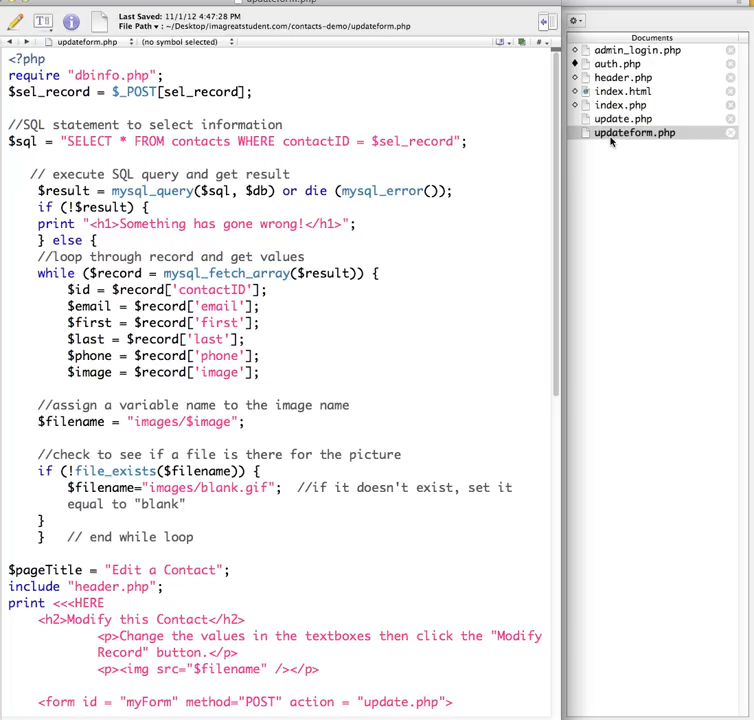 updateform.php
Last Saved: 11/1/12 4:47:28 PM
File Path ▾: ~/Desktop/imagreatstudent.com/contacts-demo/updateform.php
updateform.php (no symbol selected) # ▾
<?php
require "dbinfo.php";
$sel_record = $_POST[sel_record];
//SQL statement to select information
$sql = "SELECT * FROM contacts WHERE contactID = $sel_record";
// execute SQL query and get result
$result = mysql_query($sql, $db) or die (mysql_error());
if (!$result) {
print "<h1>Something has gone wrong!</h1>";
} else {
//loop through record and get values
while ($record = mysql_fetch_array($result)) {
$id = $record['contactID'];
$email = $record['email'];
$first = $record['first'];
$last = $record['last'];
$phone = $record['phone'];
$image = $record['image'];
//assign a variable name to the image name
$filename = "images/$image";
//check to see if a file is there for the picture
if (!file_exists($filename)) {
$filename="images/blank.gif"; //if it doesn't exist, set it
equal to "blank"
}
} // end while loop
$pageTitle = "Edit a Contact";
include "header.php";
print <<<HERE
<h2>Modify this Contact</h2>
<p>Change the values in the textboxes then click the "Modify
Record" button.</p>
<p><img src="$filename" /></p>
<form id = "myForm" method="POST" action = "update.php">
Documents
admin_login.php
auth.php
header.php
index.html
index.php
update.php
updateform.php